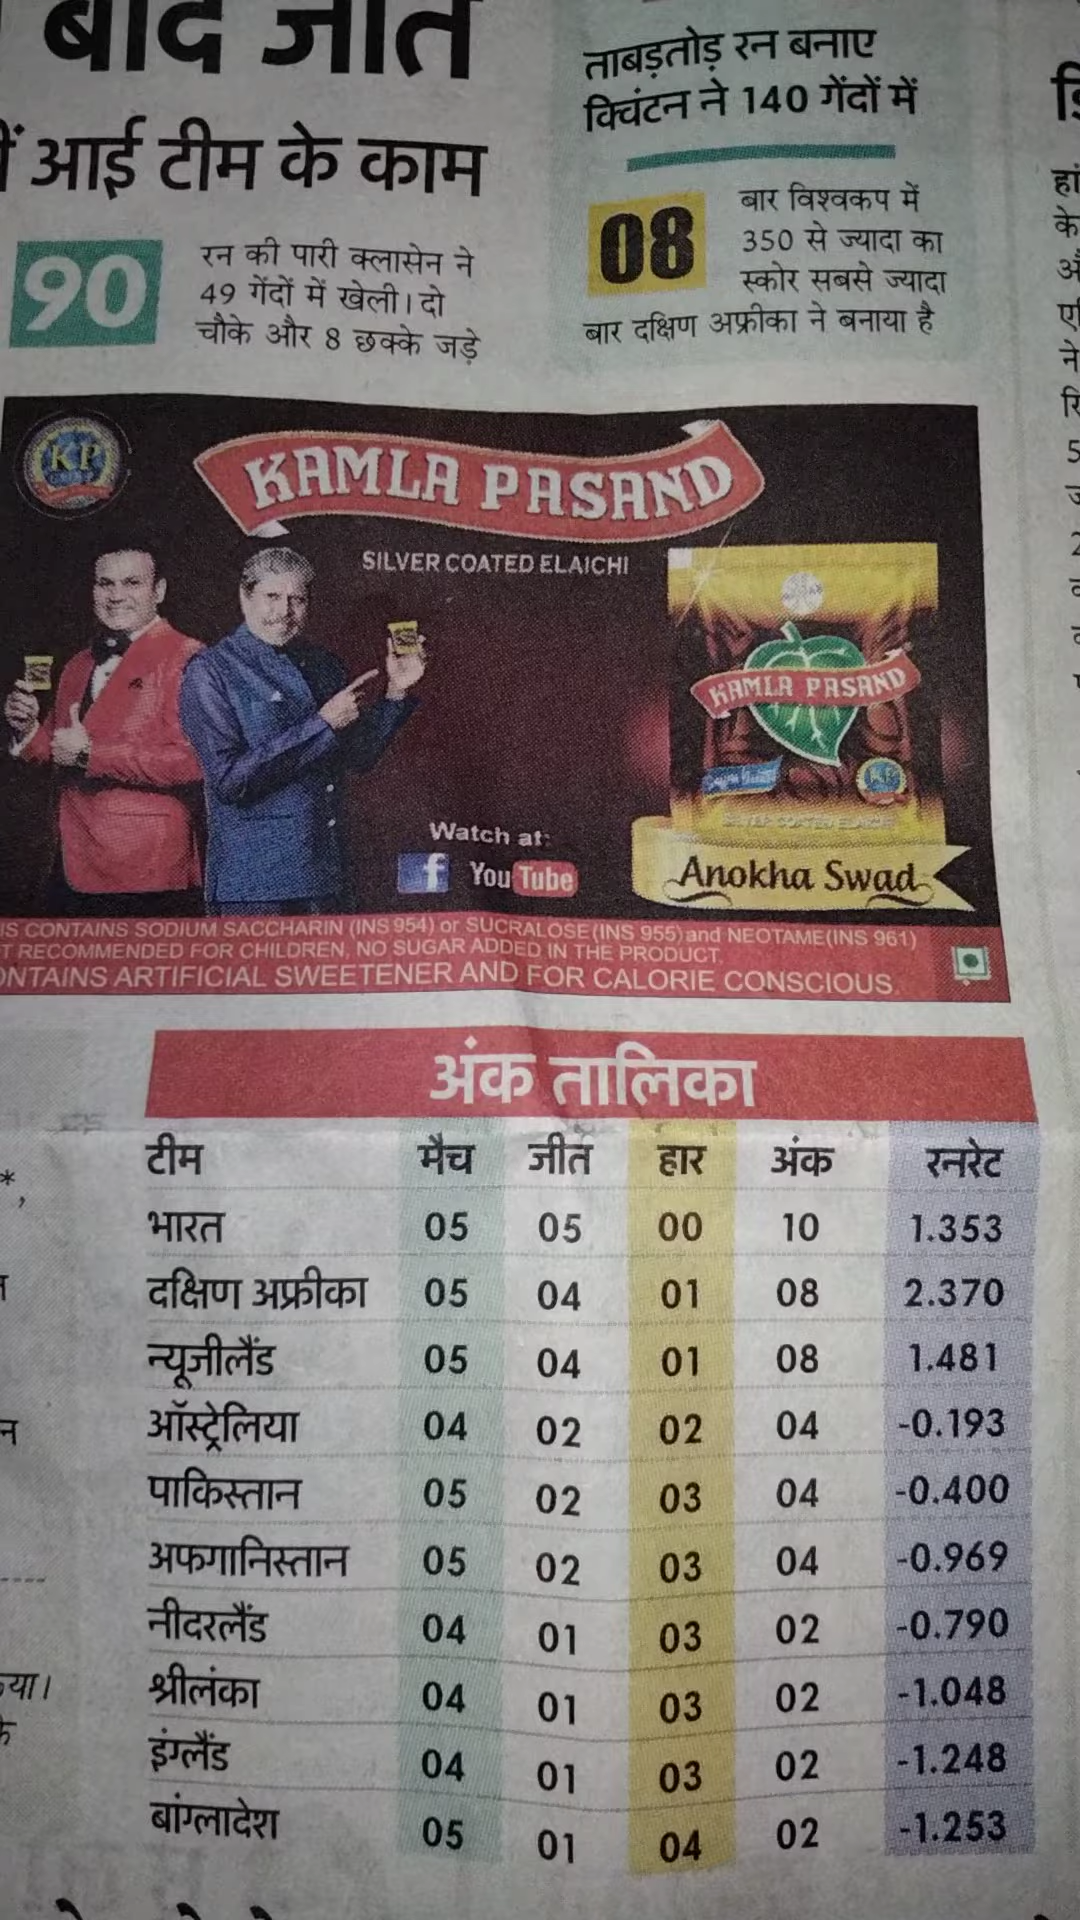 बाद जीत
आई टीम के काम
90
रन की पारी क्लासेन ने
49 गेंदों में खेली। दो
चौके और 8 छक्के जड़े
ताबड़तोड़ रन बनाए
क्विंटन ने 140 गेंदों में
08
बार विश्वकप में
350 से ज्यादा का
स्कोर सबसे ज्यादा
बार दक्षिण अफ्रीका ने बनाया है
KP
KAMLA PASAND
SILVER COATED ELAICHI
KAMLA PASAND
KP
SILVER COATED ELAICHI
Watch at:
f YouTube
Anokha Swad
CONTAINS SODIUM SACCHARIN (INS 954) or SUCRALOSE (INS 955) and NEOTAME (INS 961)
RECOMMENDED FOR CHILDREN, NO SUGAR ADDED IN THE PRODUCT,
ARTIFICIAL SWEETENER AND FOR CALORIE CONSCIOUS.
अंक तालिका
टीम मैच जीत हार अंक रनरेट
भारत 05 05 00 10 1.353
दक्षिण अफ्रीका 05 04 01 08 2.370
न्यूजीलैंड 05 04 01 08 1.481
ऑस्ट्रेलिया 04 02 02 04 -0.193
पाकिस्तान 05 02 03 04 -0.400
अफगानिस्तान 05 02 03 04 -0.969
नीदरलैंड 04 01 03 02 -0.790
श्रीलंका 04 01 03 02 -1.048
इंग्लैंड 04 01 03 02 -1.248
बांग्लादेश 05 01 04 02 -1.253